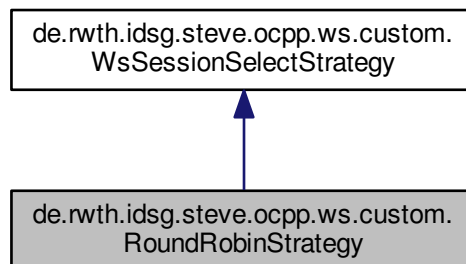 de.rwth.idsg.steve.ocpp.ws.custom.
WsSessionSelectStrategy
de.rwth.idsg.steve.ocpp.ws.custom.
RoundRobinStrategy